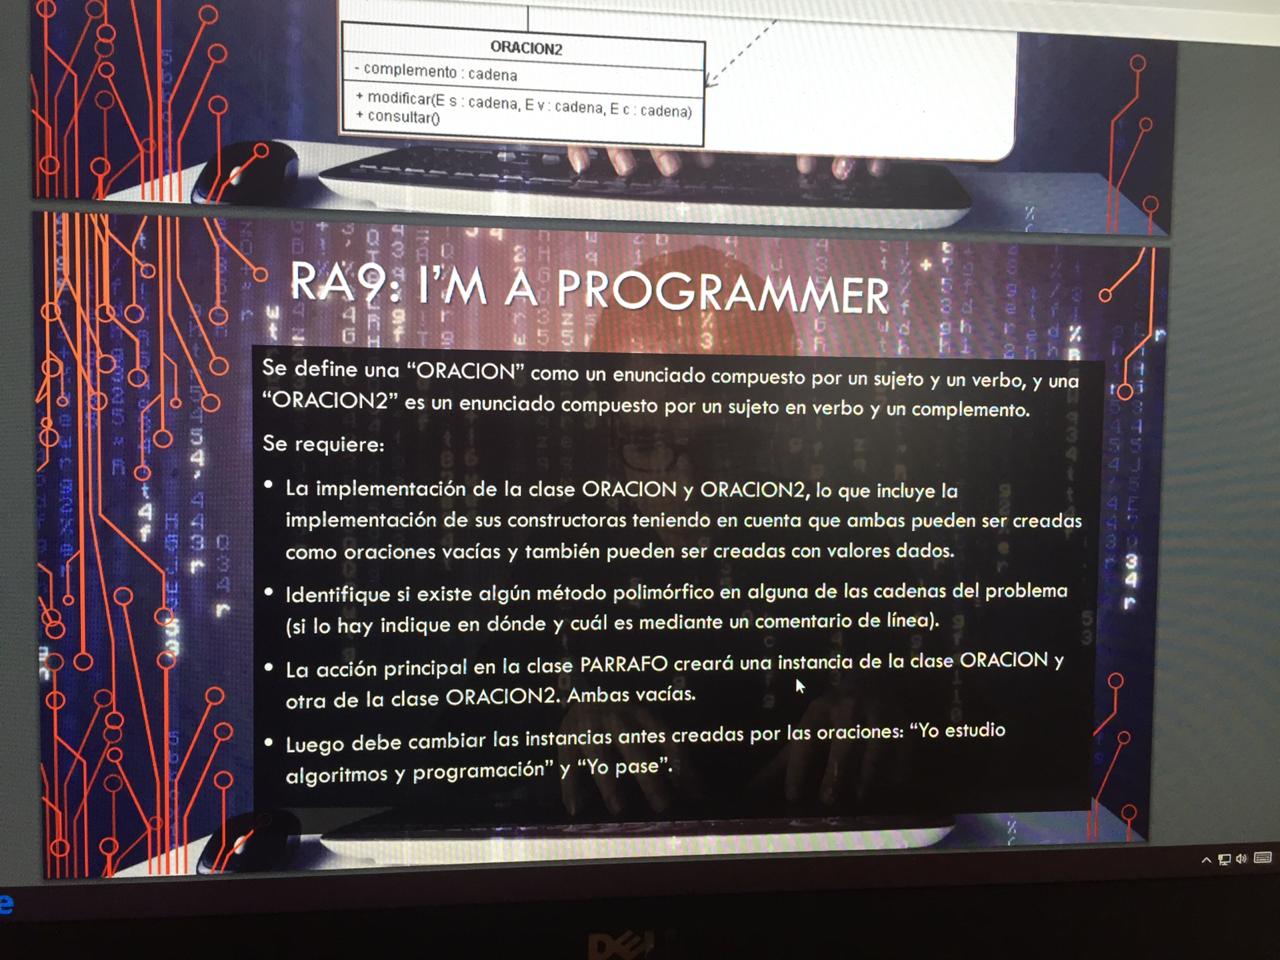 ORACION2
- complemento : cadena
+ modificar(E s : cadena, E v : cadena, E c : cadena)
+ consultar()
RA9: I'M A PROGRAMMER
Se define una “ORACION” como un enunciado compuesto por un sujeto y un verbo, y una
“ORACION2” es un enunciado compuesto por un sujeto en verbo y un complemento.
Se requiere:
• La implementación de la clase ORACION y ORACION2, lo que incluye la
implementación de sus constructoras teniendo en cuenta que ambas pueden ser creadas
como oraciones vacías y también pueden ser creadas con valores dados.
• Identifique si existe algún método polimórfico en alguna de las cadenas del problema
(si lo hay indique en dónde y cuál es mediante un comentario de línea).
• La acción principal en la clase PARRAFO creará una instancia de la clase ORACION y
otra de la clase ORACION2. Ambas vacías.
• Luego debe cambiar las instancias antes creadas por las oraciones: “Yo estudio
algoritmos y programación” y “Yo pase”.
DELL